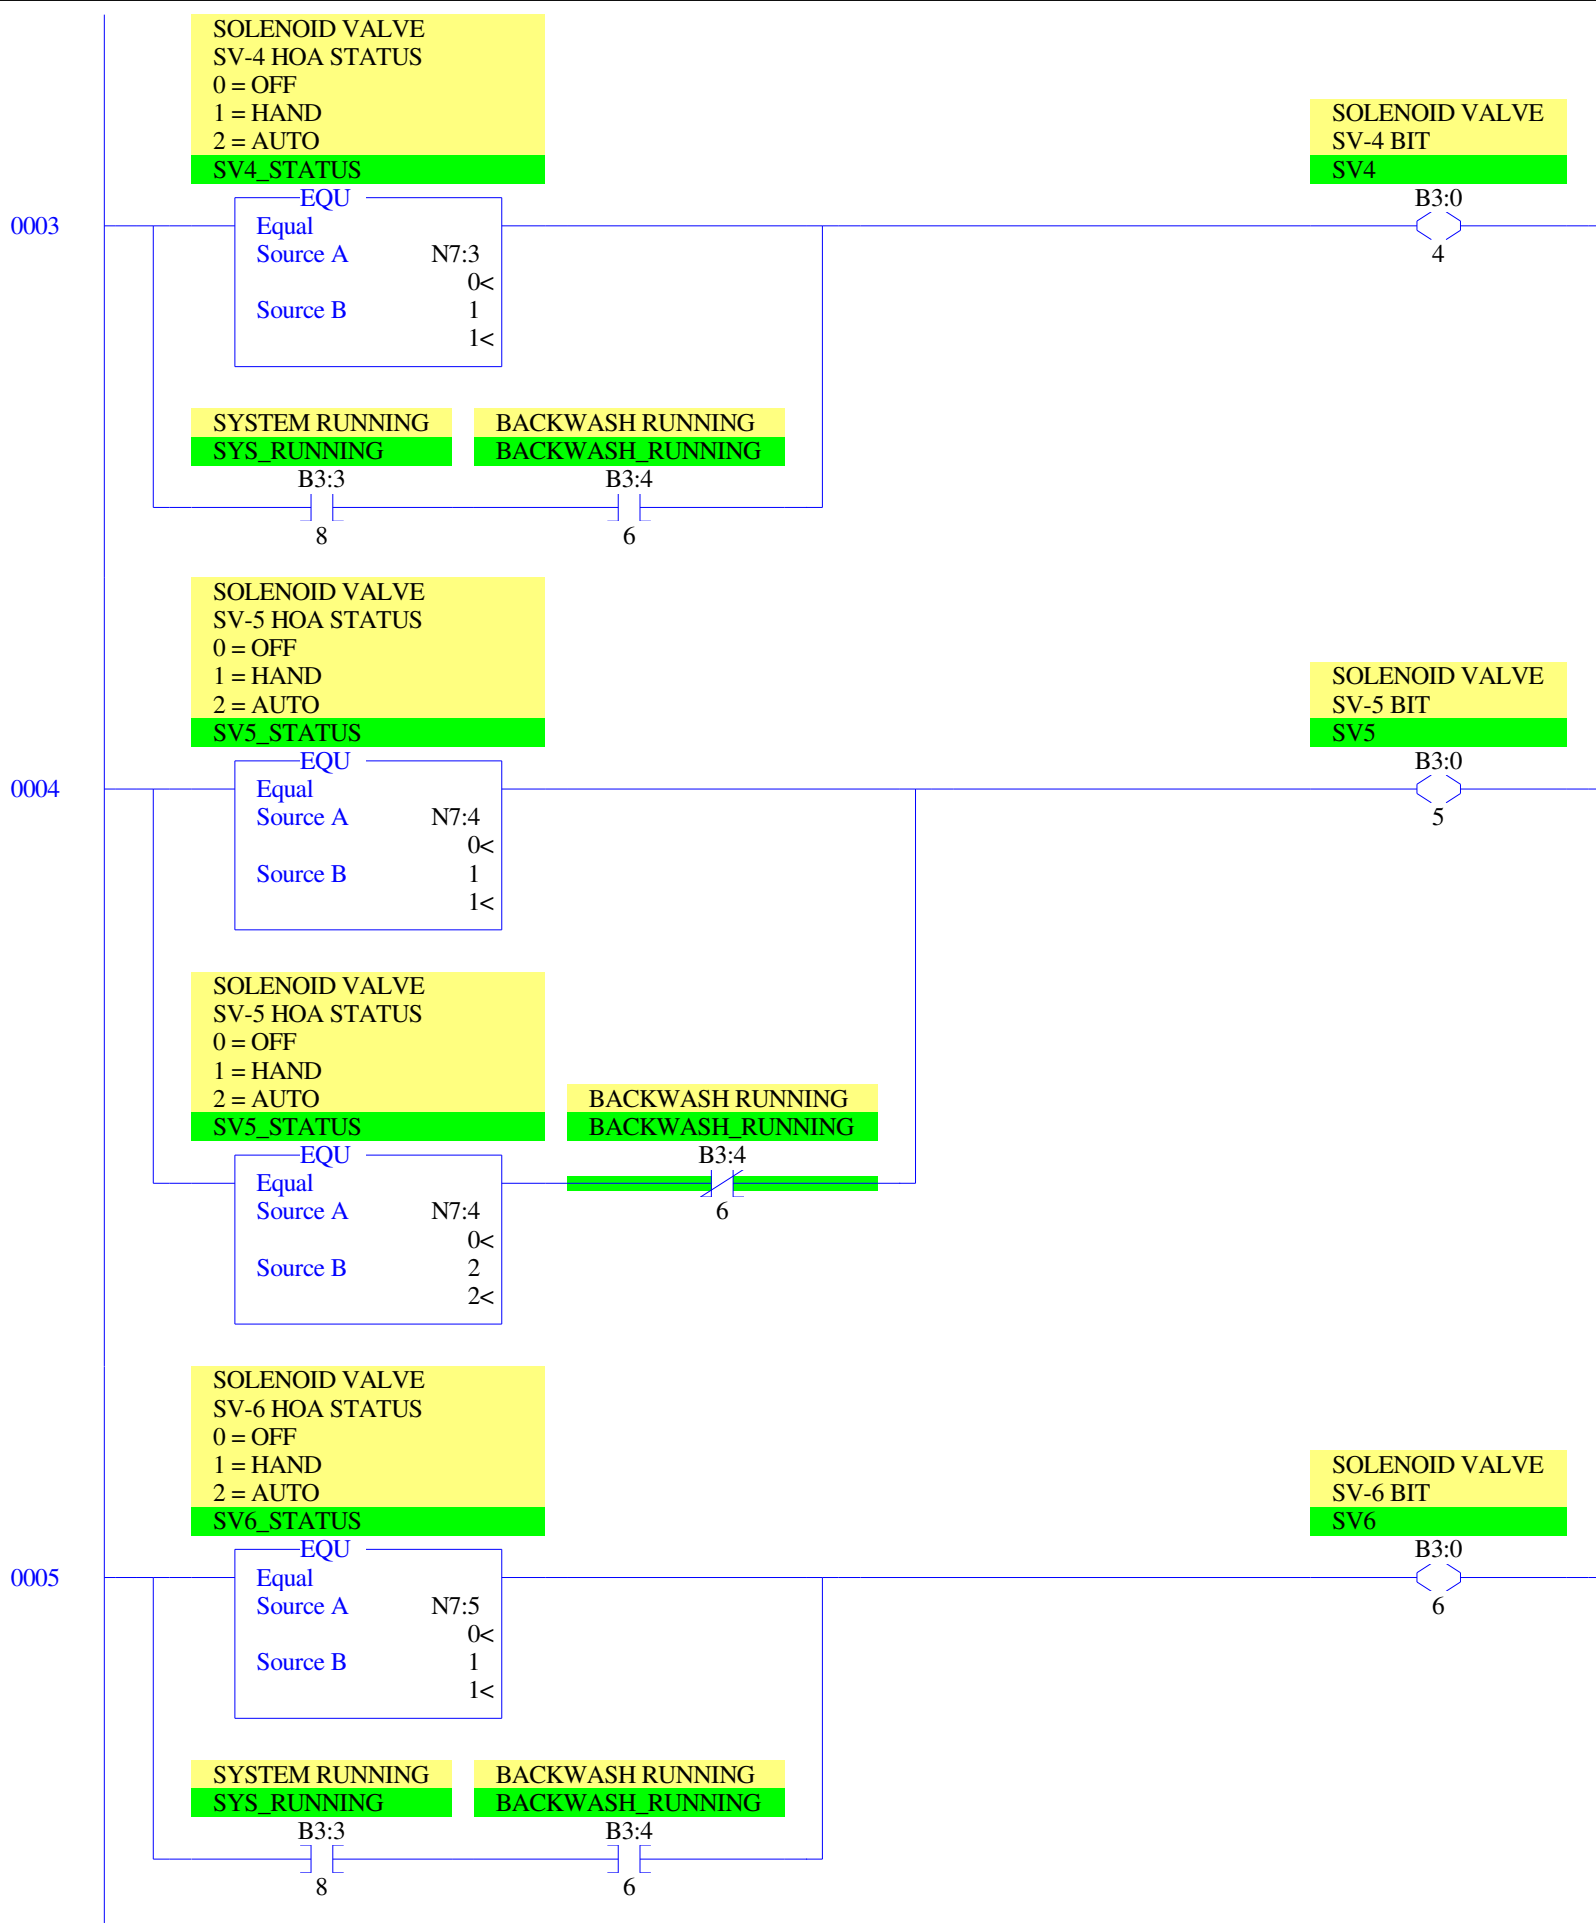 SOLENOID VALVE
SV-4 HOA STATUS
0 = OFF
1 = HAND
2 = AUTO
SV4_STATUS
SOLENOID VALVE
SV-4 BIT
SV4
EQU
B3:0
0003
Equal
Source A N7:3
4
0<
Source B 1
1<
SYSTEM RUNNING BACKWASH RUNNING
SYS_RUNNING BACKWASH_RUNNING
B3:3 B3:4
8 6
SOLENOID VALVE
SV-5 HOA STATUS
0 = OFF
1 = HAND
2 = AUTO
SV5_STATUS
SOLENOID VALVE
SV-5 BIT
SV5
EQU
B3:0
0004
Equal
Source A N7:4
5
0<
Source B 1
1<
SOLENOID VALVE
SV-5 HOA STATUS
0 = OFF
1 = HAND
2 = AUTO
SV5_STATUS
BACKWASH RUNNING
BACKWASH_RUNNING
EQU
B3:4
Equal
Source A N7:4
6
0<
Source B 2
2<
SOLENOID VALVE
SV-6 HOA STATUS
0 = OFF
1 = HAND
2 = AUTO
SV6_STATUS
SOLENOID VALVE
SV-6 BIT
SV6
EQU
B3:0
0005
Equal
Source A N7:5
6
0<
Source B 1
1<
SYSTEM RUNNING BACKWASH RUNNING
SYS_RUNNING BACKWASH_RUNNING
B3:3 B3:4
8 6